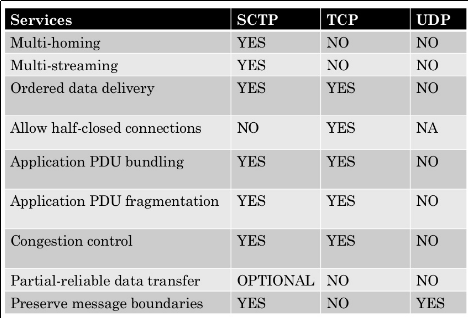 Services SCTP TCP UDP
Multi-homing YES NO NO
Multi-streaming YES NO NO
Ordered data delivery YES YES NO
Allow half-closed connections NO YES NA
Application PDU bundling YES YES NO
Application PDU fragmentation YES YES NO
Congestion control YES YES NO
Partial-reliable data transfer OPTIONAL NO NO
Preserve message boundaries YES NO YES